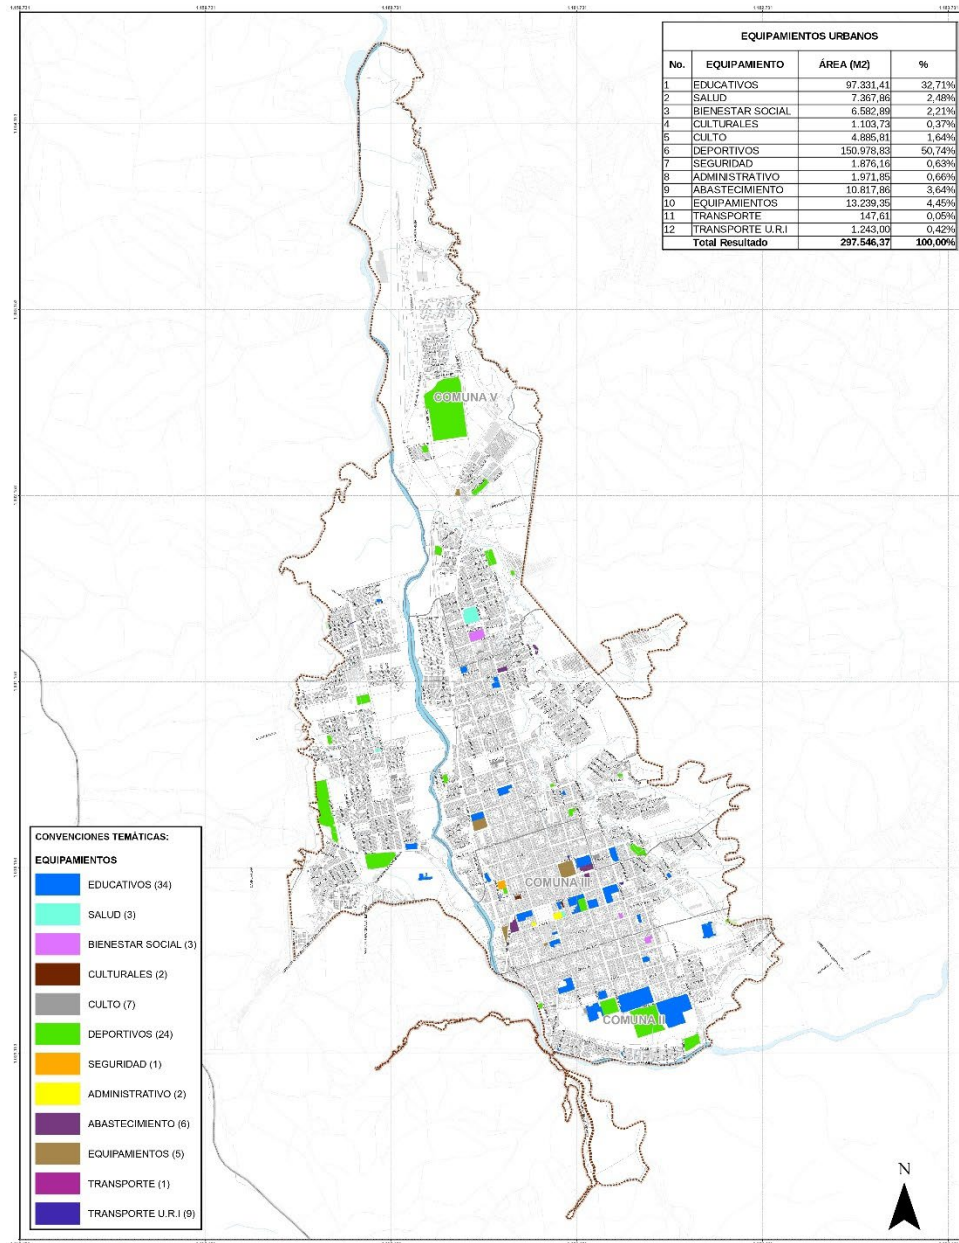 EQUIPAMIENTOS URBANOS
No. EQUIPAMIENTO ÁREA (M2) %
1 EDUCATIVOS 97.331,41 32,71%
2 SALUD 7.367,86 2,48%
3 BIENESTAR SOCIAL 6.582,89 2,21%
4 CULTURALES 1.103,73 0,37%
5 CULTO 4.885,81 1,64%
6 DEPORTIVOS 150.978,83 50,74%
7 SEGURIDAD 1.876,16 0,63%
8 ADMINISTRATIVO 1.971,85 0,66%
9 ABASTECIMIENTO 10.817,86 3,64%
10 EQUIPAMIENTOS 13.239,35 4,45%
11 TRANSPORTE 147,61 0,05%
12 TRANSPORTE U.R.I 1.243,00 0,42%
Total Resultado 297.546,37 100,00%
COMUNA V
COMUNA III
COMUNA II
CONVENCIONES TEMÁTICAS:
EQUIPAMIENTOS
EDUCATIVOS (34)
SALUD (3)
BIENESTAR SOCIAL (3)
CULTURALES (2)
CULTO (7)
DEPORTIVOS (24)
SEGURIDAD (1)
ADMINISTRATIVO (2)
ABASTECIMIENTO (6)
EQUIPAMIENTOS (5)
TRANSPORTE (1)
TRANSPORTE U.R.I (9)
N